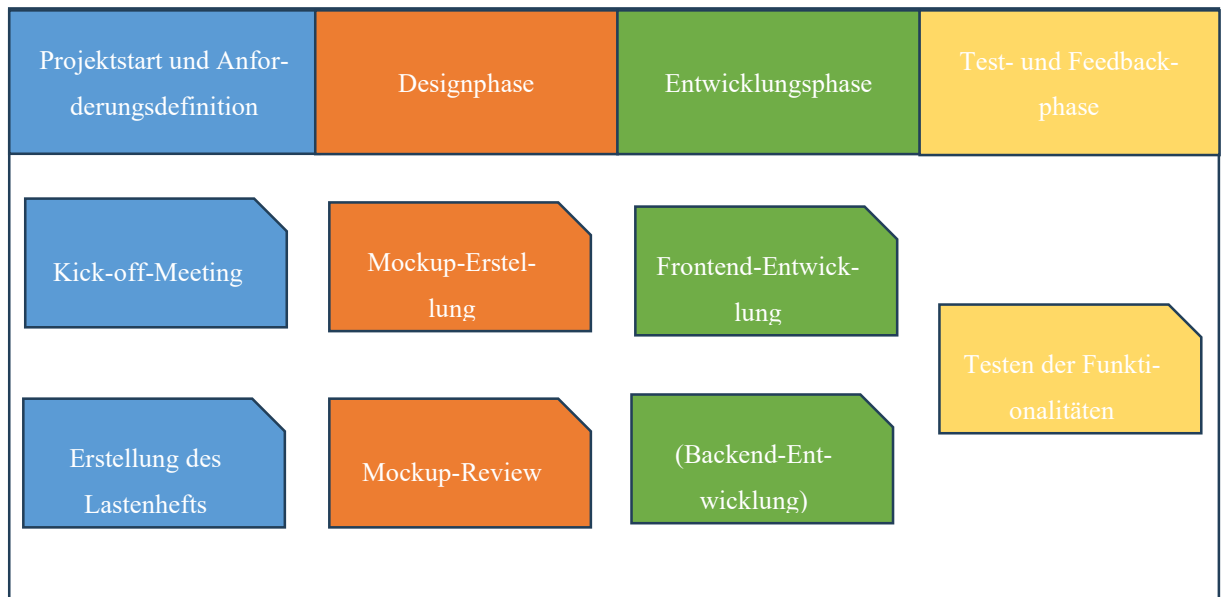 Projektstart und Anfor-
derungsdefinition
Designphase
Entwicklungsphase
Test- und Feedback-
phase
Kick-off-Meeting
Mockup-Erstel-
lung
Frontend-Entwick-
lung
Testen der Funkti-
onalitäten
Erstellung des
Lastenhefts
Mockup-Review
(Backend-Ent-
wicklung)